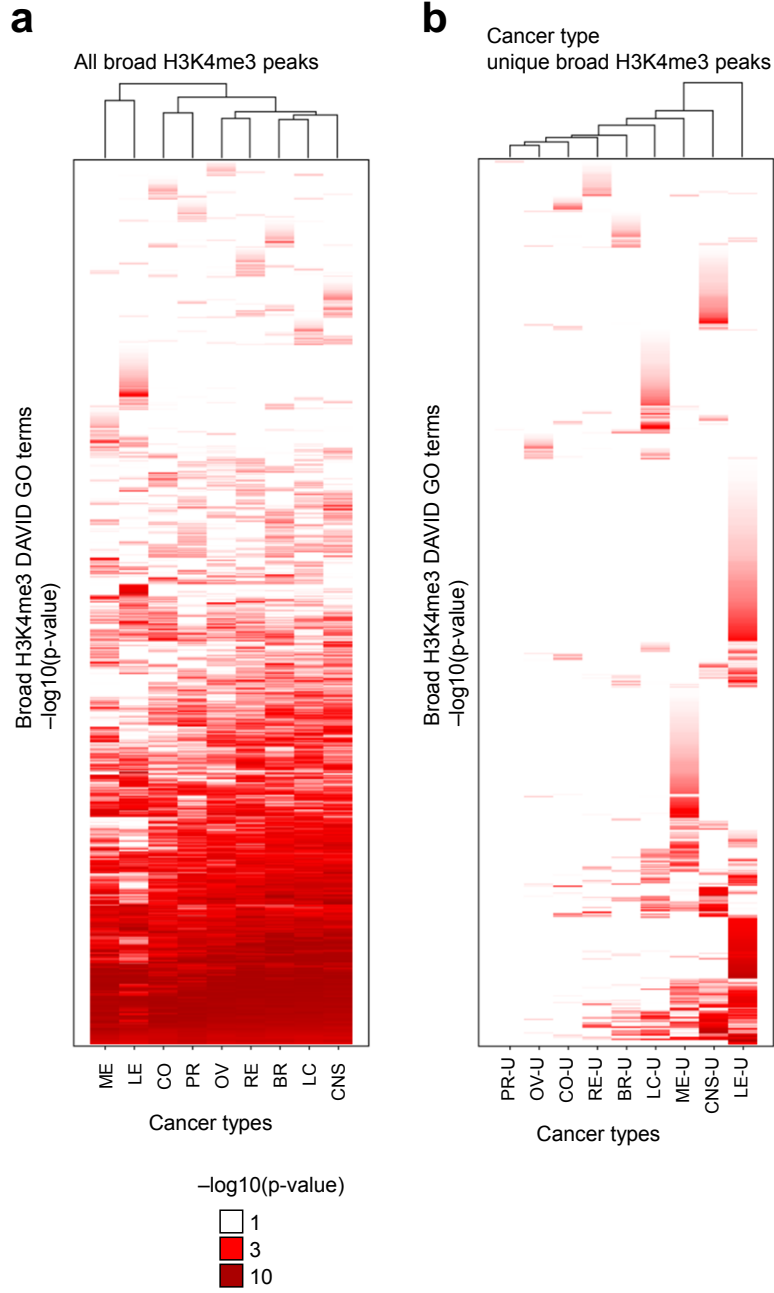 a
All broad H3K4me3 peaks
Broad H3K4me3 DAVID GO terms
–log10(p-value)
ME
LE
CO
PR
OV
RE
BR
LC
CNS
Cancer types
b
Cancer type
unique broad H3K4me3 peaks
Broad H3K4me3 DAVID GO terms
–log10(p-value)
PR-U
OV-U
CO-U
RE-U
BR-U
LC-U
ME-U
CNS-U
LE-U
Cancer types
–log10(p-value)
1
3
10